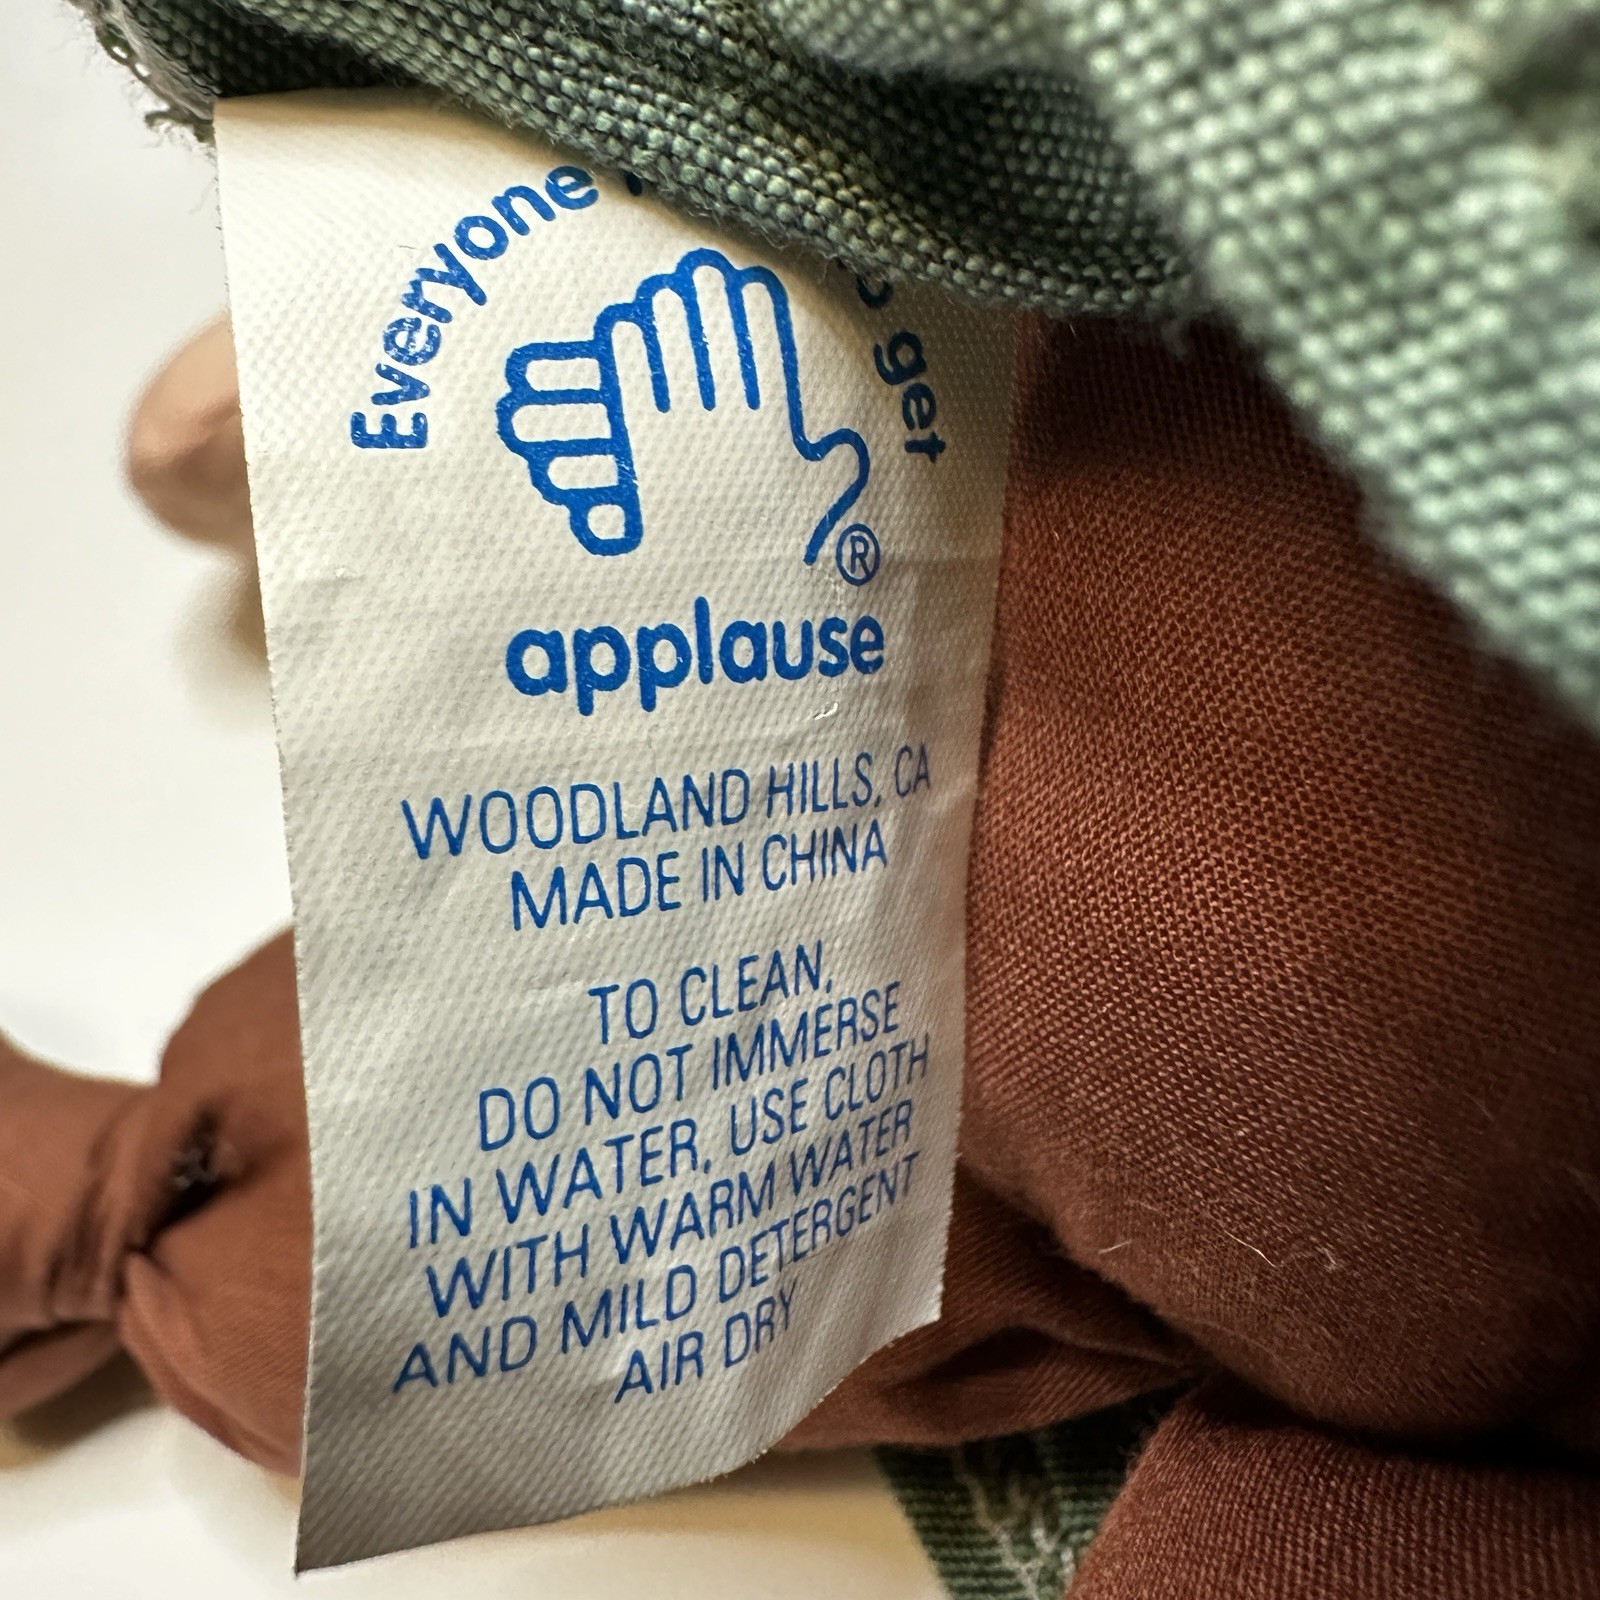 Everyone get
®
applause
WOODLAND HILLS, CA
MADE IN CHINA
TO CLEAN,
DO NOT IMMERSE
IN WATER, USE CLOTH
WITH WARM WATER
AND MILD DETERGENT
AIR DRY